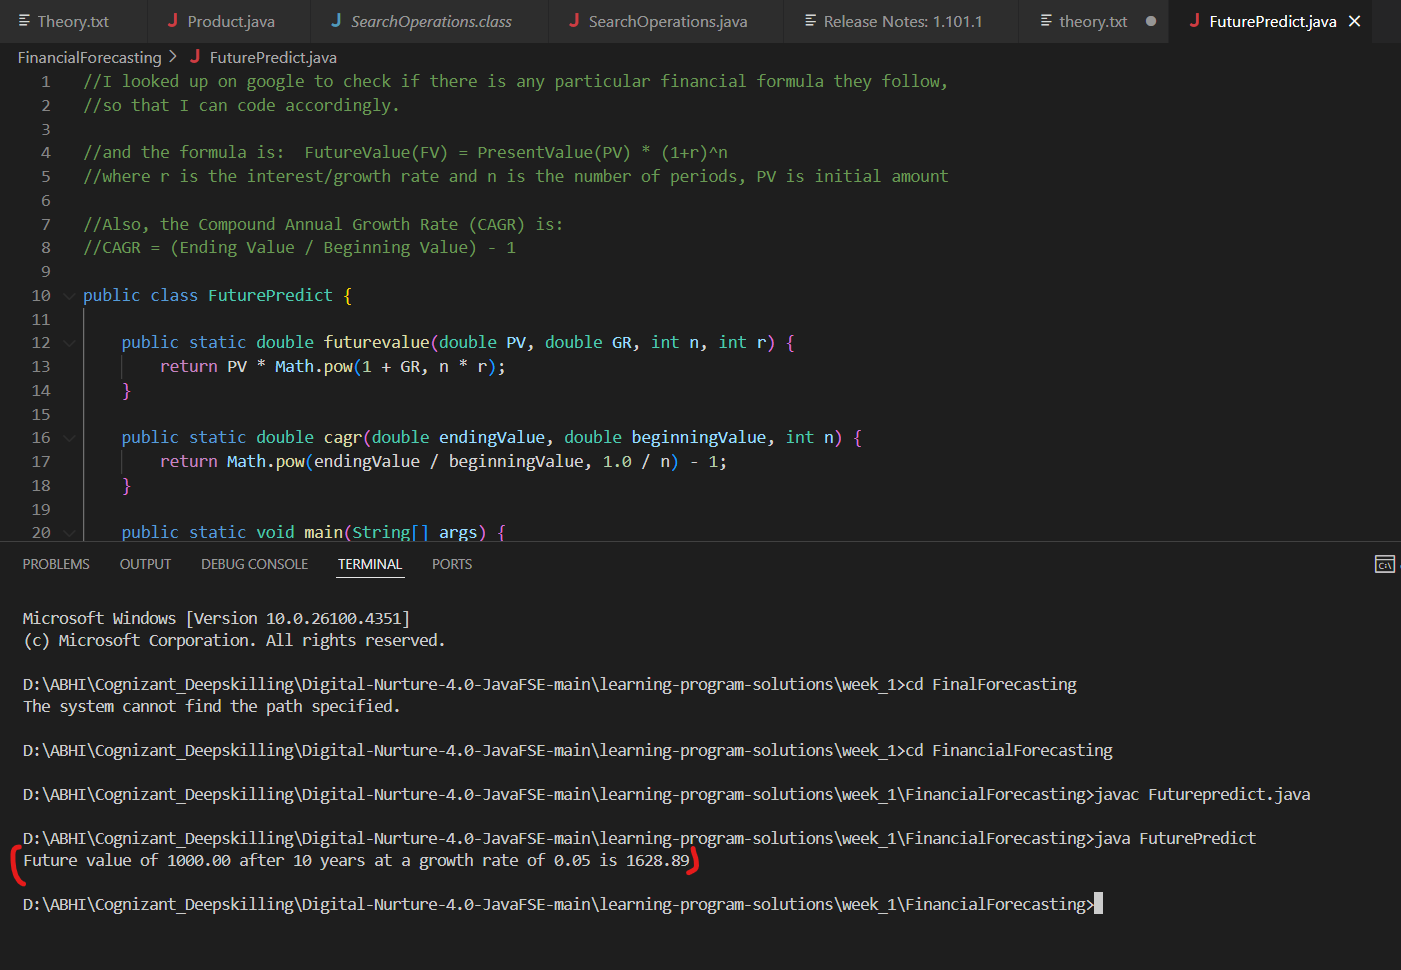 Theory.txt
Product.java
SearchOperations.class
SearchOperations.java
Release Notes: 1.101.1
theory.txt
FuturePredict.java
FinancialForecasting > FuturePredict.java
1 //I looked up on google to check if there is any particular financial formula they follow,
2 //so that I can code accordingly.
3
4 //and the formula is:  FutureValue(FV) = PresentValue(PV) * (1+r)^n
5 //where r is the interest/growth rate and n is the number of periods, PV is initial amount
6
7 //Also, the Compound Annual Growth Rate (CAGR) is:
8 //CAGR = (Ending Value / Beginning Value) - 1
9
10 public class FuturePredict {
11
12     public static double futurevalue(double PV, double GR, int n, int r) {
13         return PV * Math.pow(1 + GR, n * r);
14     }
15
16     public static double cagr(double endingValue, double beginningValue, int n) {
17         return Math.pow(endingValue / beginningValue, 1.0 / n) - 1;
18     }
19
20     public static void main(String[] args) {
PROBLEMS OUTPUT DEBUG CONSOLE TERMINAL PORTS
Microsoft Windows [Version 10.0.26100.4351]
(c) Microsoft Corporation. All rights reserved.
D:\ABHI\Cognizant_Deepskilling\Digital-Nurture-4.0-JavaFSE-main\learning-program-solutions\week_1>cd FinalForecasting
The system cannot find the path specified.
D:\ABHI\Cognizant_Deepskilling\Digital-Nurture-4.0-JavaFSE-main\learning-program-solutions\week_1>cd FinancialForecasting
D:\ABHI\Cognizant_Deepskilling\Digital-Nurture-4.0-JavaFSE-main\learning-program-solutions\week_1\FinancialForecasting>javac Futurepredict.java
D:\ABHI\Cognizant_Deepskilling\Digital-Nurture-4.0-JavaFSE-main\learning-program-solutions\week_1\FinancialForecasting>java FuturePredict
Future value of 1000.00 after 10 years at a growth rate of 0.05 is 1628.89
D:\ABHI\Cognizant_Deepskilling\Digital-Nurture-4.0-JavaFSE-main\learning-program-solutions\week_1\FinancialForecasting>